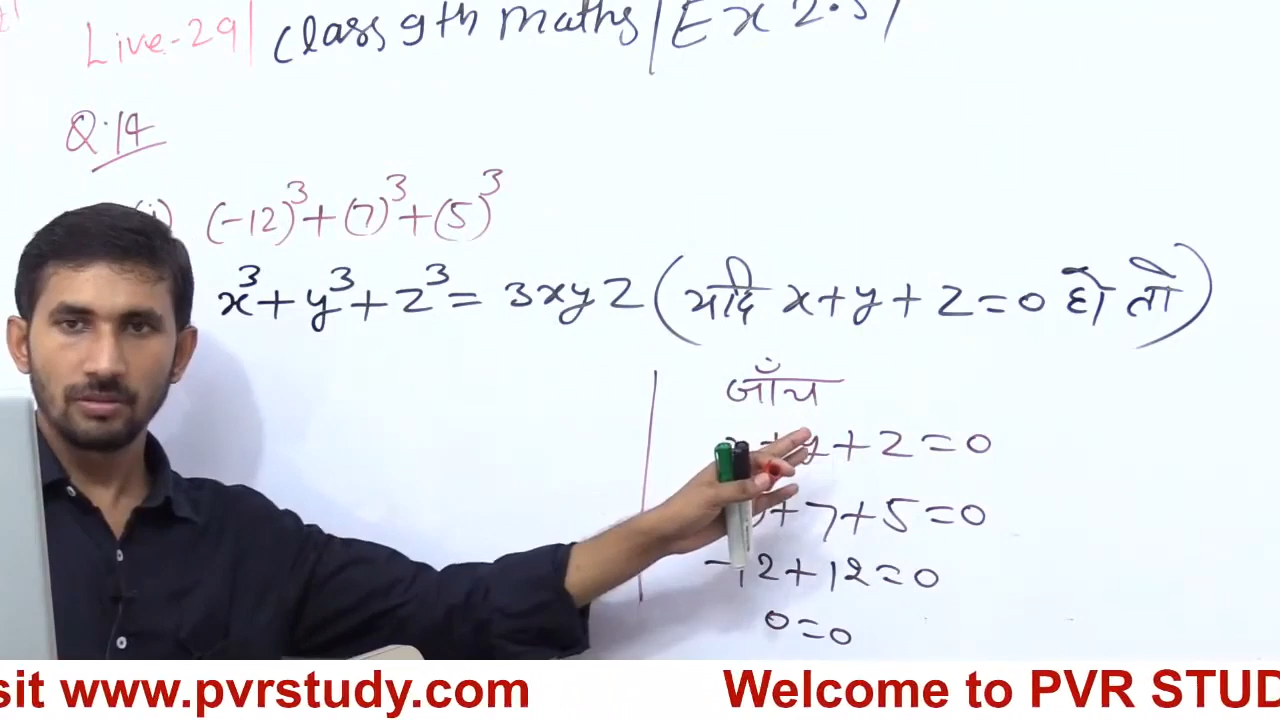 Live-29| Class 9th maths/Ex 2.5/
Q.14
(-12)³+(7)³+(5)³
x³+y³+z³=3xyz (यदि x+y+z=0 हो तो)
जाँच
+y+z=0
+7+5=0
-12+12=0
0=0
sit www.pvrstudy.com Welcome to PVR STUD